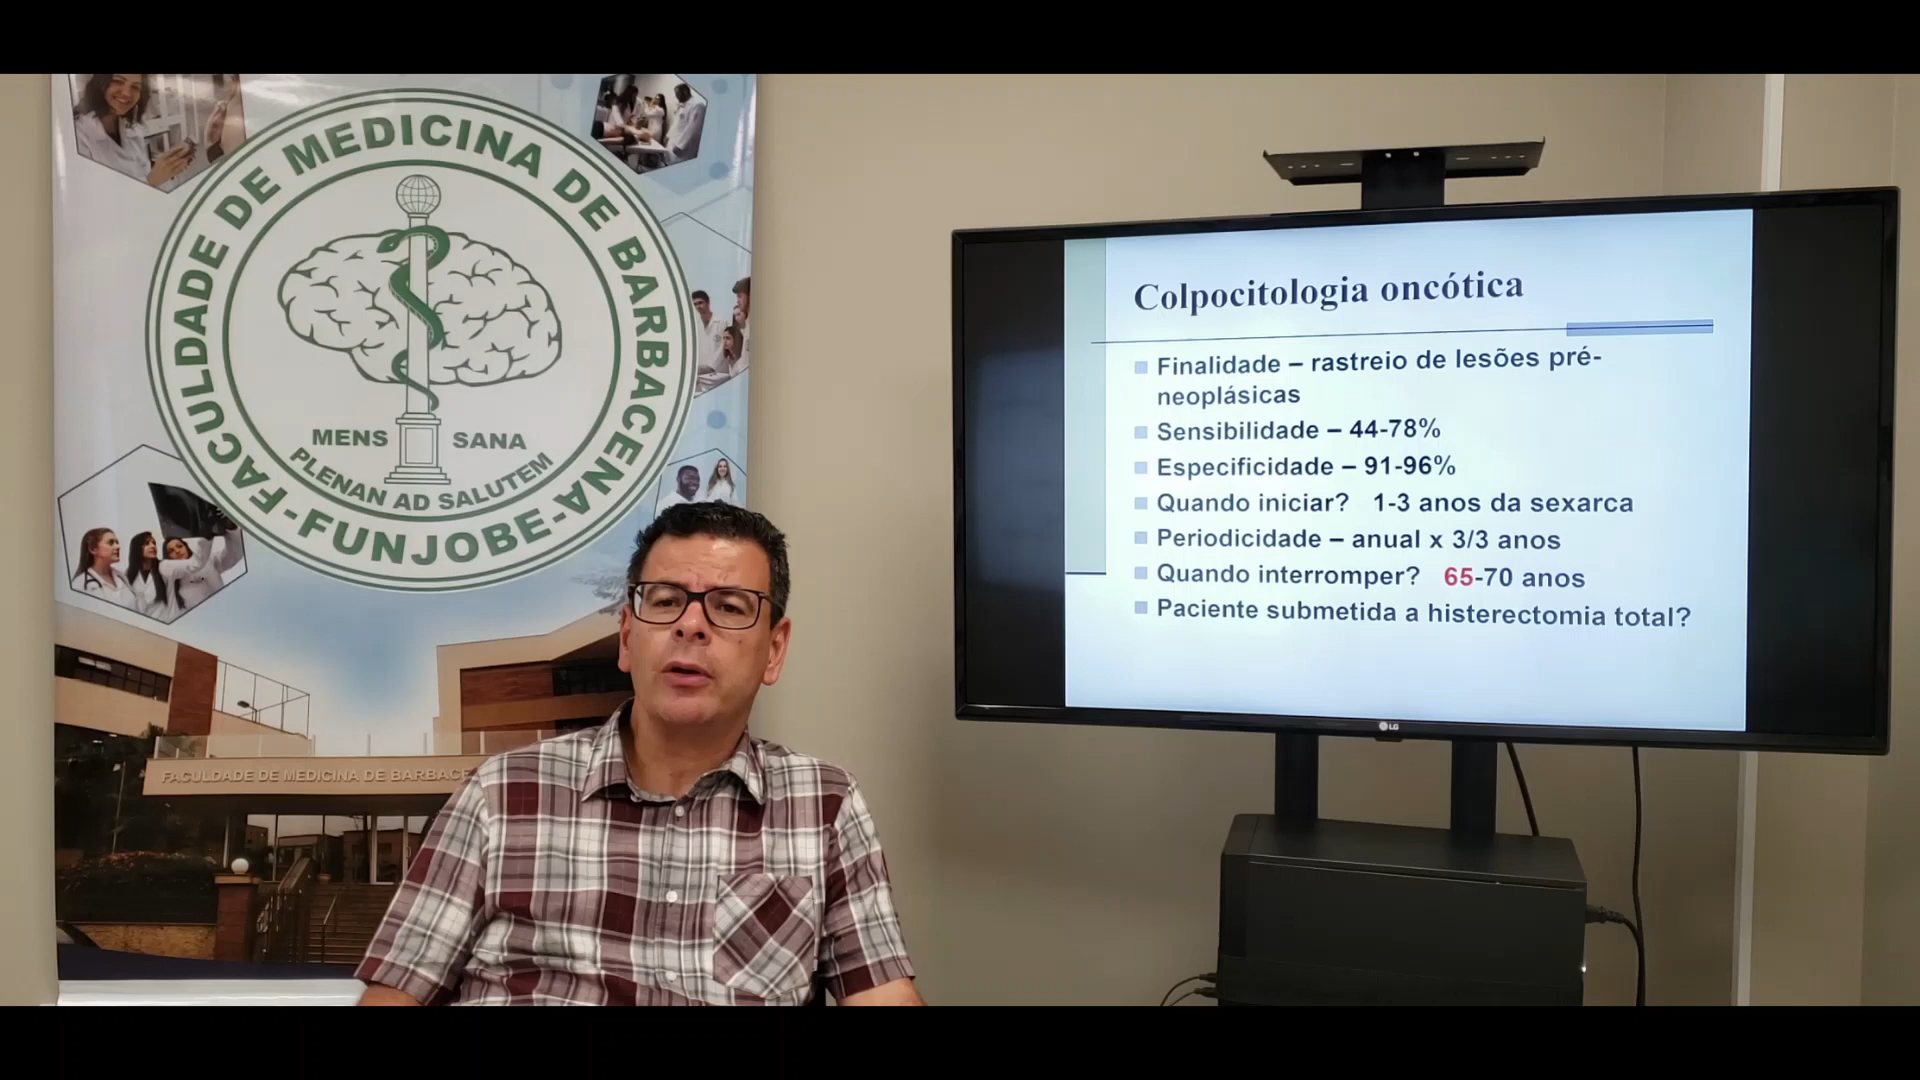 FACULDADE DE MEDICINA DE BARBACENA
-FUNJOBE-
MENS SANA
PLENAN AD SALUTEM
FACULDADE DE MEDICINA DE
Colpocitologia oncótica
Finalidade – rastreio de lesões pré-
neoplásicas
Sensibilidade – 44-78%
Especificidade – 91-96%
Quando iniciar? 1-3 anos da sexarca
Periodicidade – anual x 3/3 anos
Quando interromper? 65-70 anos
Paciente submetida a histerectomia total?
LG